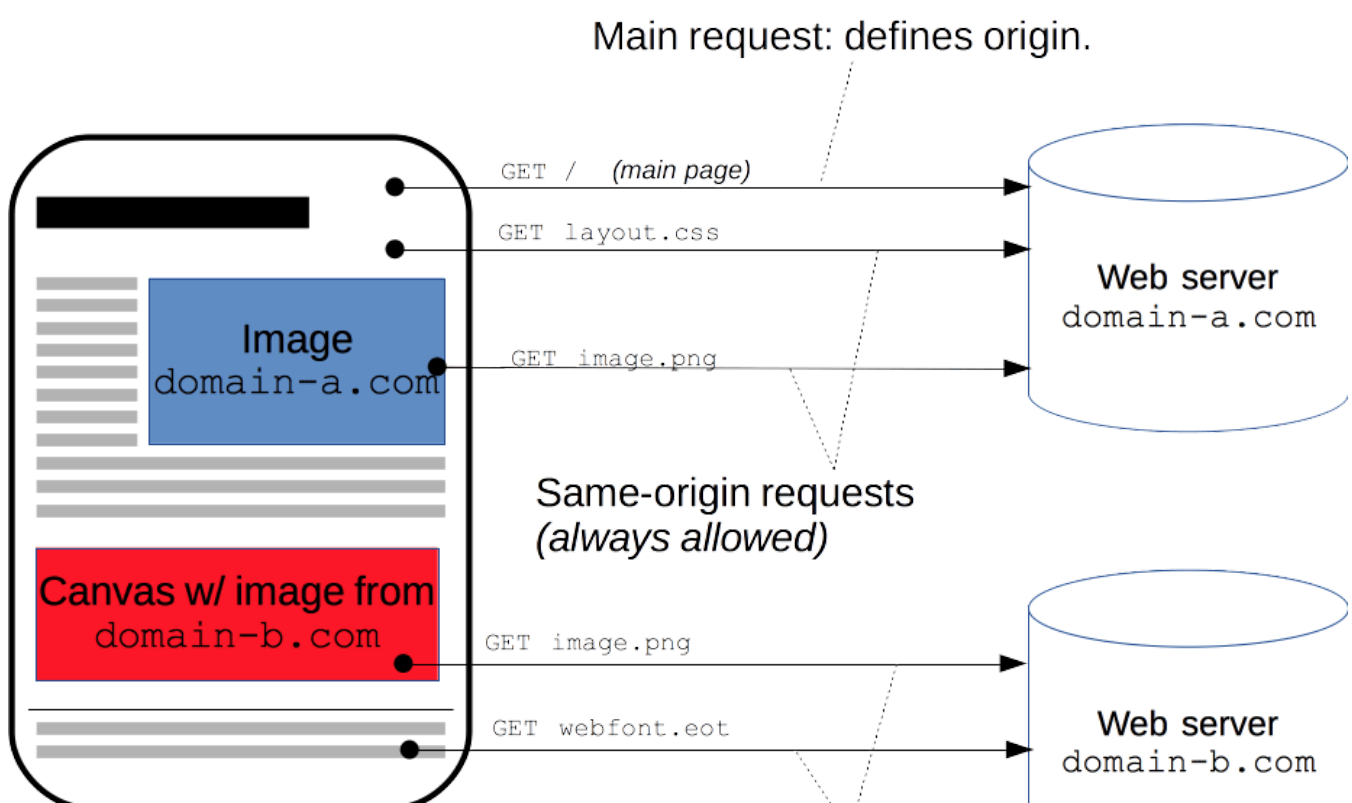 Main request: defines origin.
GET / (main page)
GET layout.css
Web server
domain-a.com
Image
domain-a.com
GET image.png
Same-origin requests
(always allowed)
Canvas w/ image from
domain-b.com
GET image.png
GET webfont.eot
Web server
domain-b.com